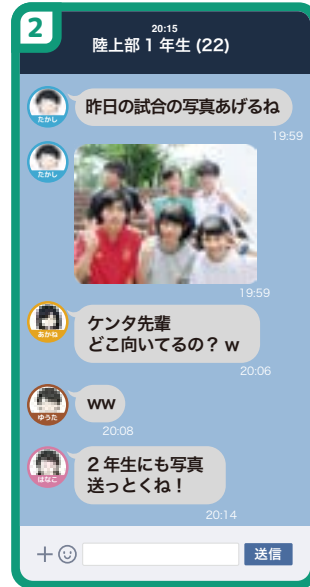 2
20:15
陸上部1年生 (22)
たかし
昨日の試合の写真あげるね
19:59
たかし
19:59
あかね
ケンタ先輩
どこ向いてるの？w
20:06
ゆうた
ww
20:08
はなこ
2年生にも写真
送っとくね！
20:14
送信